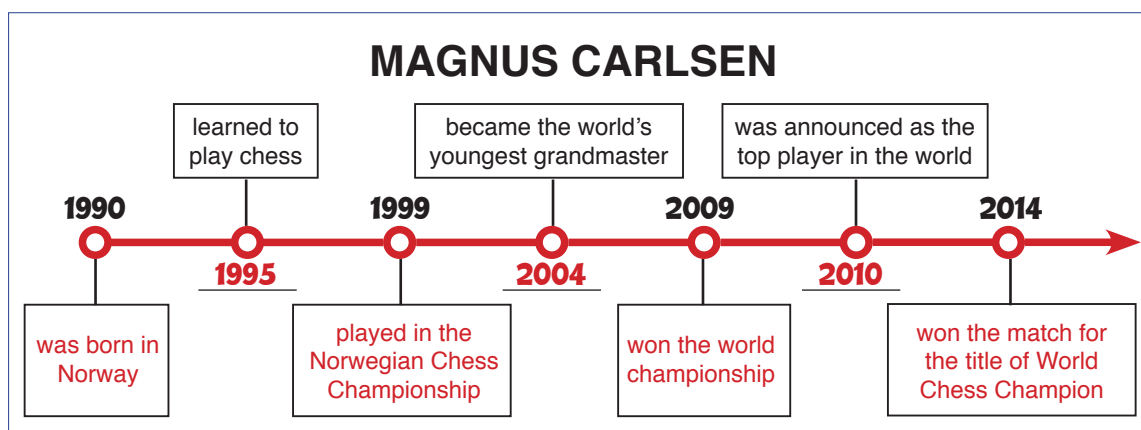 MAGNUS CARLSEN
learned to
play chess
became the world’s
youngest grandmaster
was announced as the
top player in the world
1990
1999
2009
2014
1995
2004
2010
was born in
Norway
played in the
Norwegian Chess
Championship
won the world
championship
won the match for
the title of World
Chess Champion